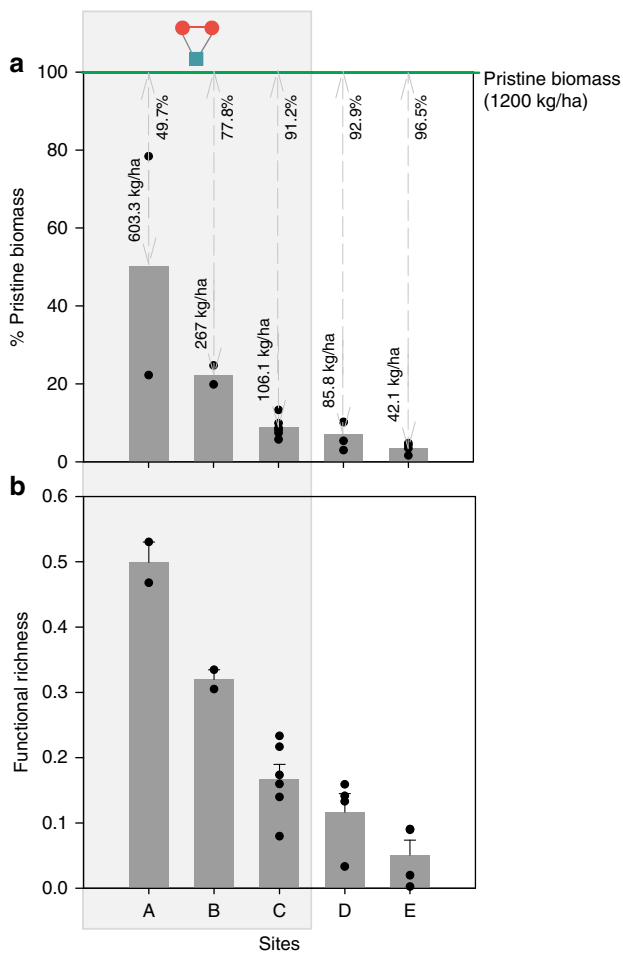 a
100
80
60
40
20
0
% Pristine biomass
Pristine biomass
(1200 kg/ha)
603.3 kg/ha
49.7%
267 kg/ha
77.8%
106.1 kg/ha
91.2%
85.8 kg/ha
92.9%
42.1 kg/ha
96.5%
b
0.6
0.5
0.4
0.3
0.2
0.1
0.0
Functional richness
A B C D E
Sites